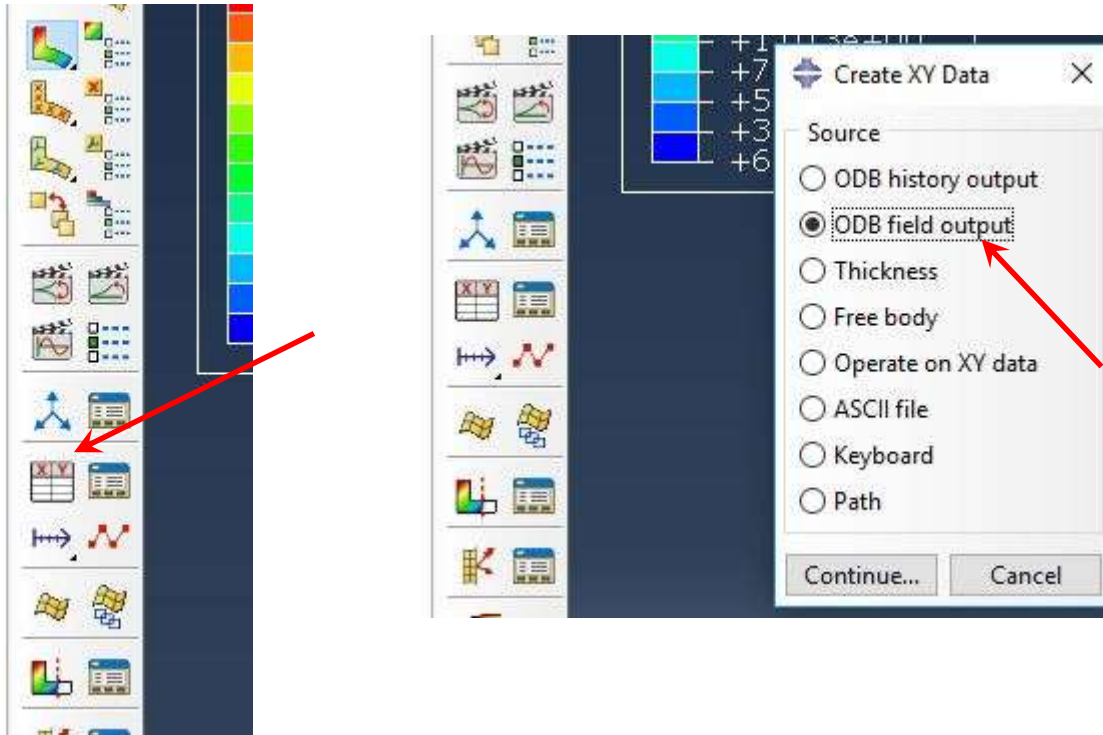 X Y
+7
+5
+3
+6
X Y
Create XY Data
Source
ODB history output
ODB field output
Thickness
Free body
Operate on XY data
ASCII file
Keyboard
Path
Continue...
Cancel